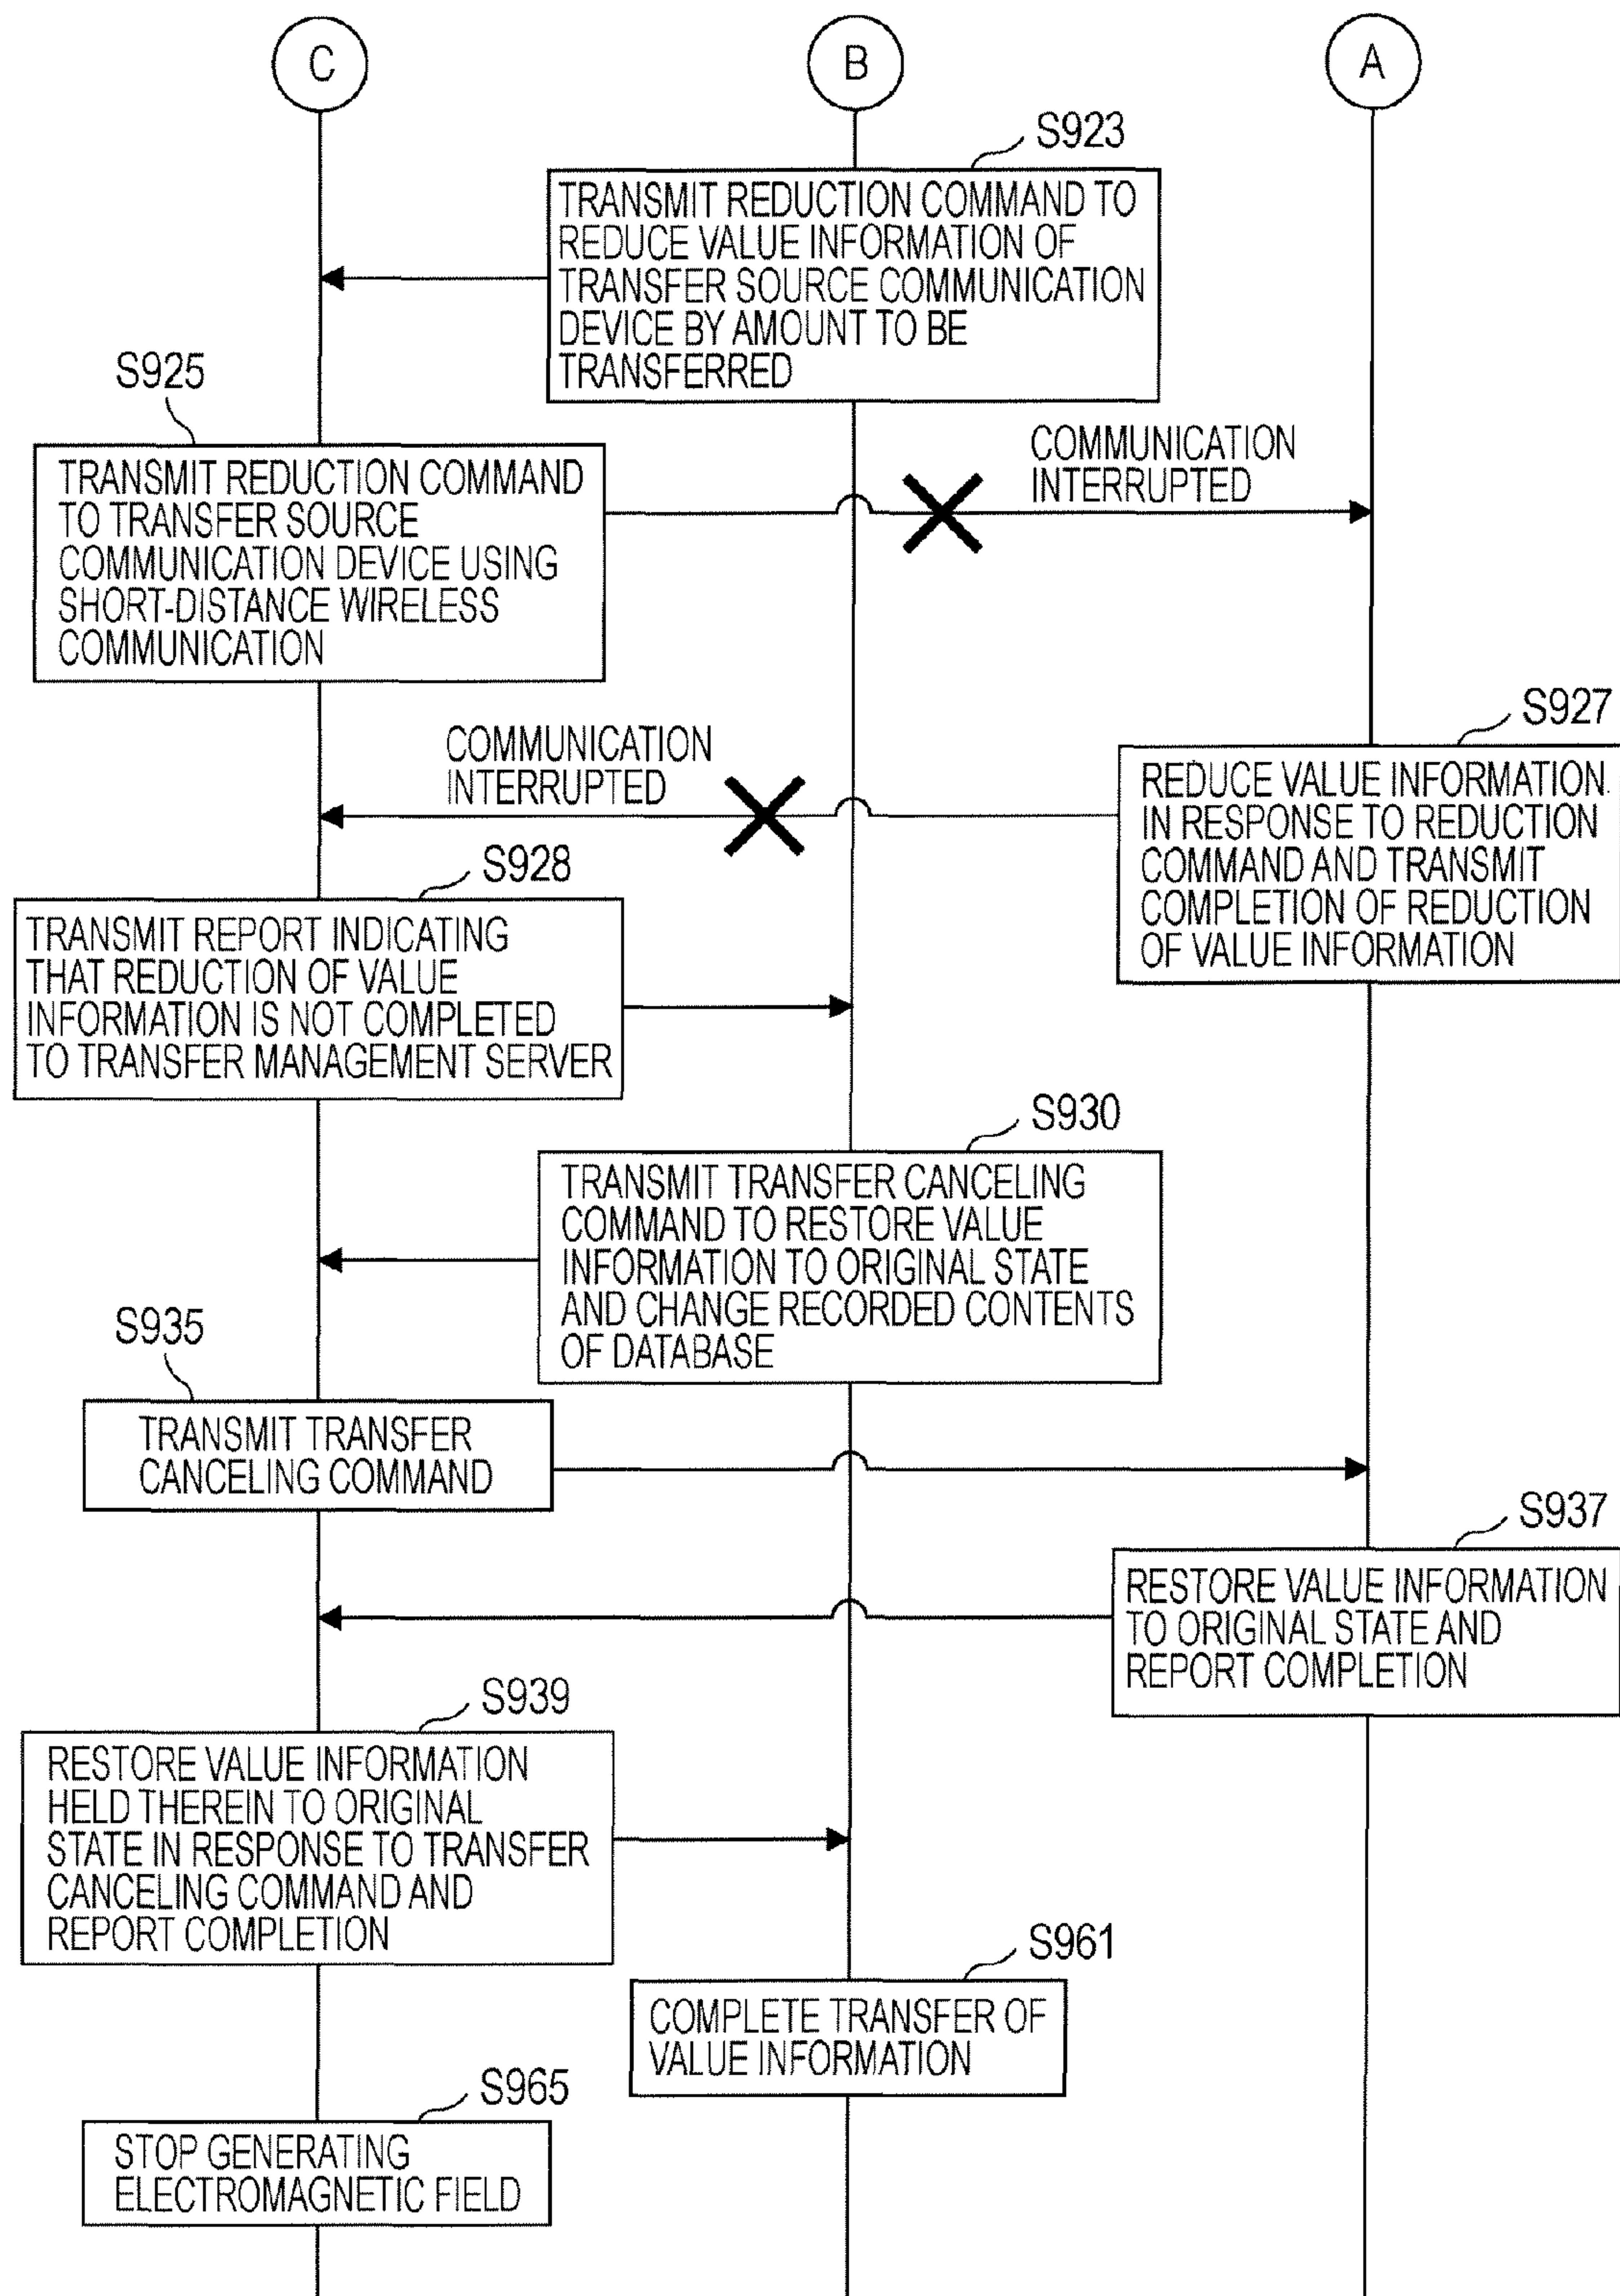 C
B
A
S923
TRANSMIT REDUCTION COMMAND TO
REDUCE VALUE INFORMATION OF
TRANSFER SOURCE COMMUNICATION
DEVICE BY AMOUNT TO BE
TRANSFERRED
S925
TRANSMIT REDUCTION COMMAND
TO TRANSFER SOURCE
COMMUNICATION DEVICE USING
SHORT-DISTANCE WIRELESS
COMMUNICATION
COMMUNICATION
INTERRUPTED
S927
REDUCE VALUE INFORMATION
IN RESPONSE TO REDUCTION
COMMAND AND TRANSMIT
COMPLETION OF REDUCTION
OF VALUE INFORMATION
COMMUNICATION
INTERRUPTED
S928
TRANSMIT REPORT INDICATING
THAT REDUCTION OF VALUE
INFORMATION IS NOT COMPLETED
TO TRANSFER MANAGEMENT SERVER
S930
TRANSMIT TRANSFER CANCELING
COMMAND TO RESTORE VALUE
INFORMATION TO ORIGINAL STATE
AND CHANGE RECORDED CONTENTS
OF DATABASE
S935
TRANSMIT TRANSFER
CANCELING COMMAND
S937
RESTORE VALUE INFORMATION
TO ORIGINAL STATE AND
REPORT COMPLETION
S939
RESTORE VALUE INFORMATION
HELD THEREIN TO ORIGINAL
STATE IN RESPONSE TO TRANSFER
CANCELING COMMAND AND
REPORT COMPLETION
S961
COMPLETE TRANSFER OF
VALUE INFORMATION
S965
STOP GENERATING
ELECTROMAGNETIC FIELD